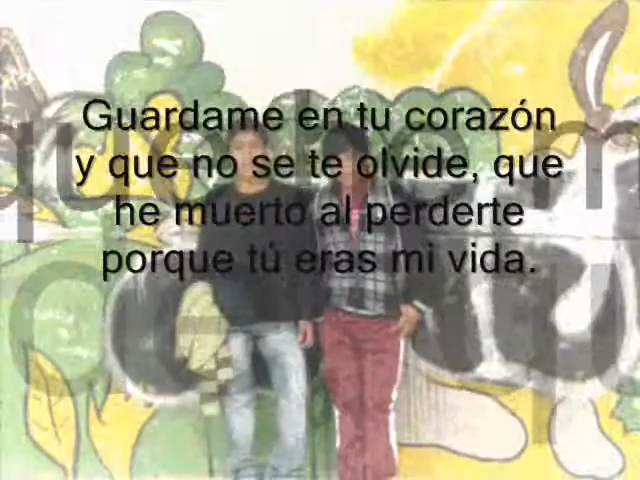 Guardame en tu corazón
y que no se te olvide, que
he muerto al perderte
porque tú eras mi vida.